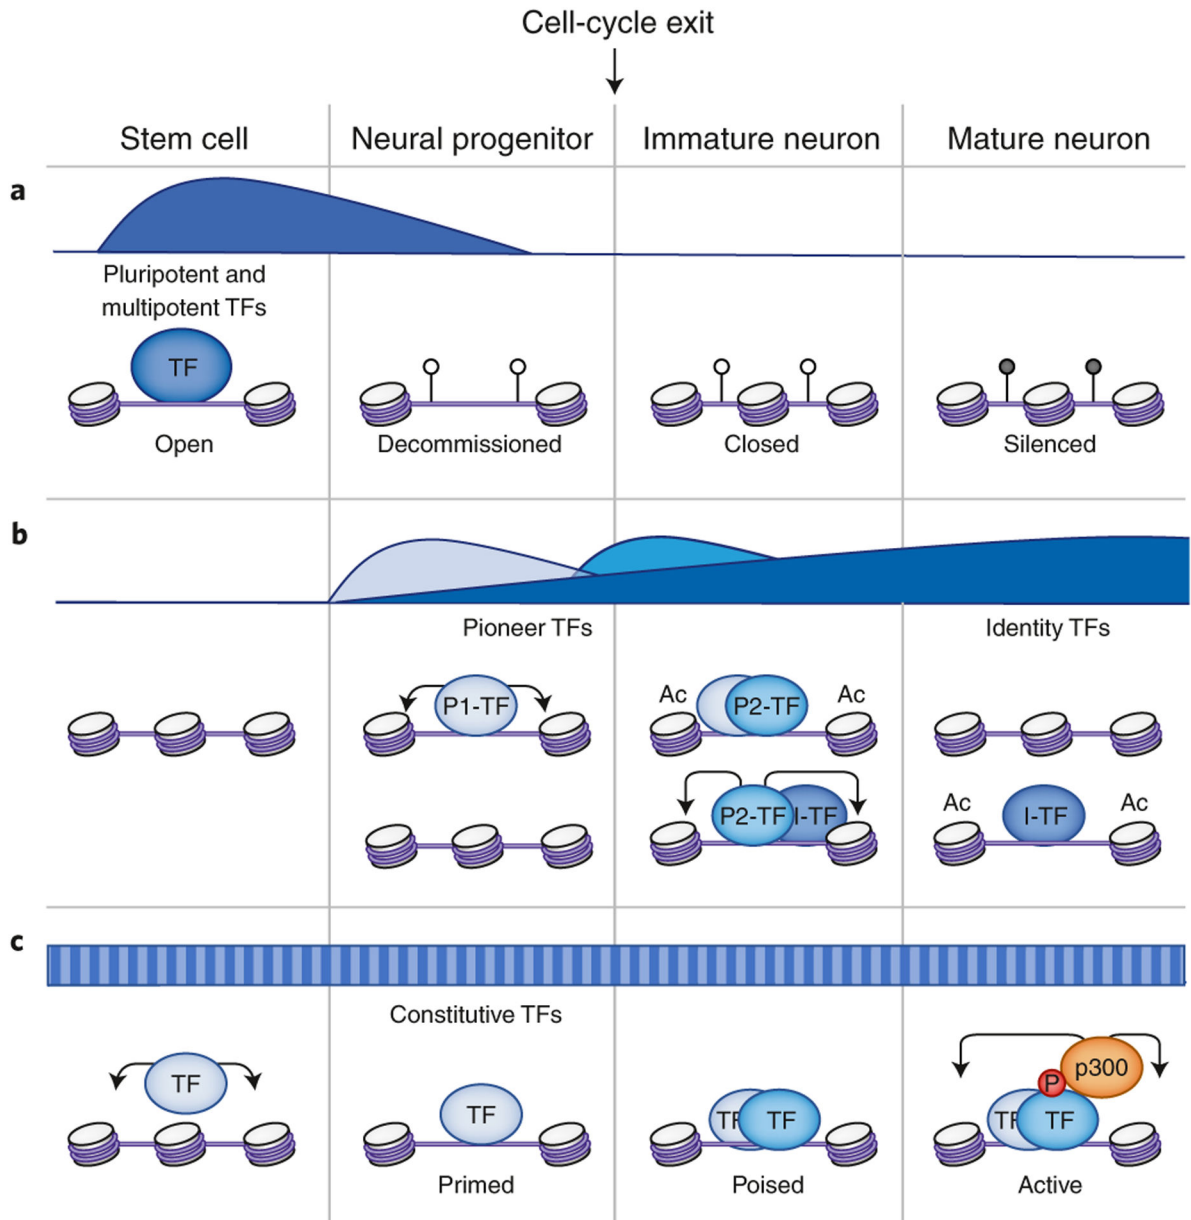 Cell-cycle exit
Stem cell
Neural progenitor
Immature neuron
Mature neuron
a
Pluripotent and
multipotent TFs
TF
Open
Decommissioned
Closed
Silenced
b
Pioneer TFs
Identity TFs
P1-TF
Ac
P2-TF
Ac
P2-TF
I-TF
Ac
I-TF
Ac
c
Constitutive TFs
TF
TF
Primed
TF
TF
Poised
TF
TF
P
p300
Active